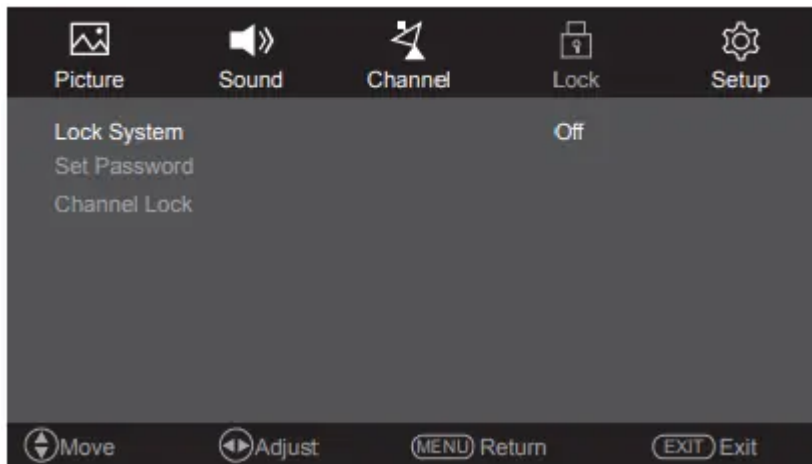 Picture Sound Channel Lock Setup
Lock System Off
Set Password
Channel Lock
Move Adjust MENU Return EXIT Exit